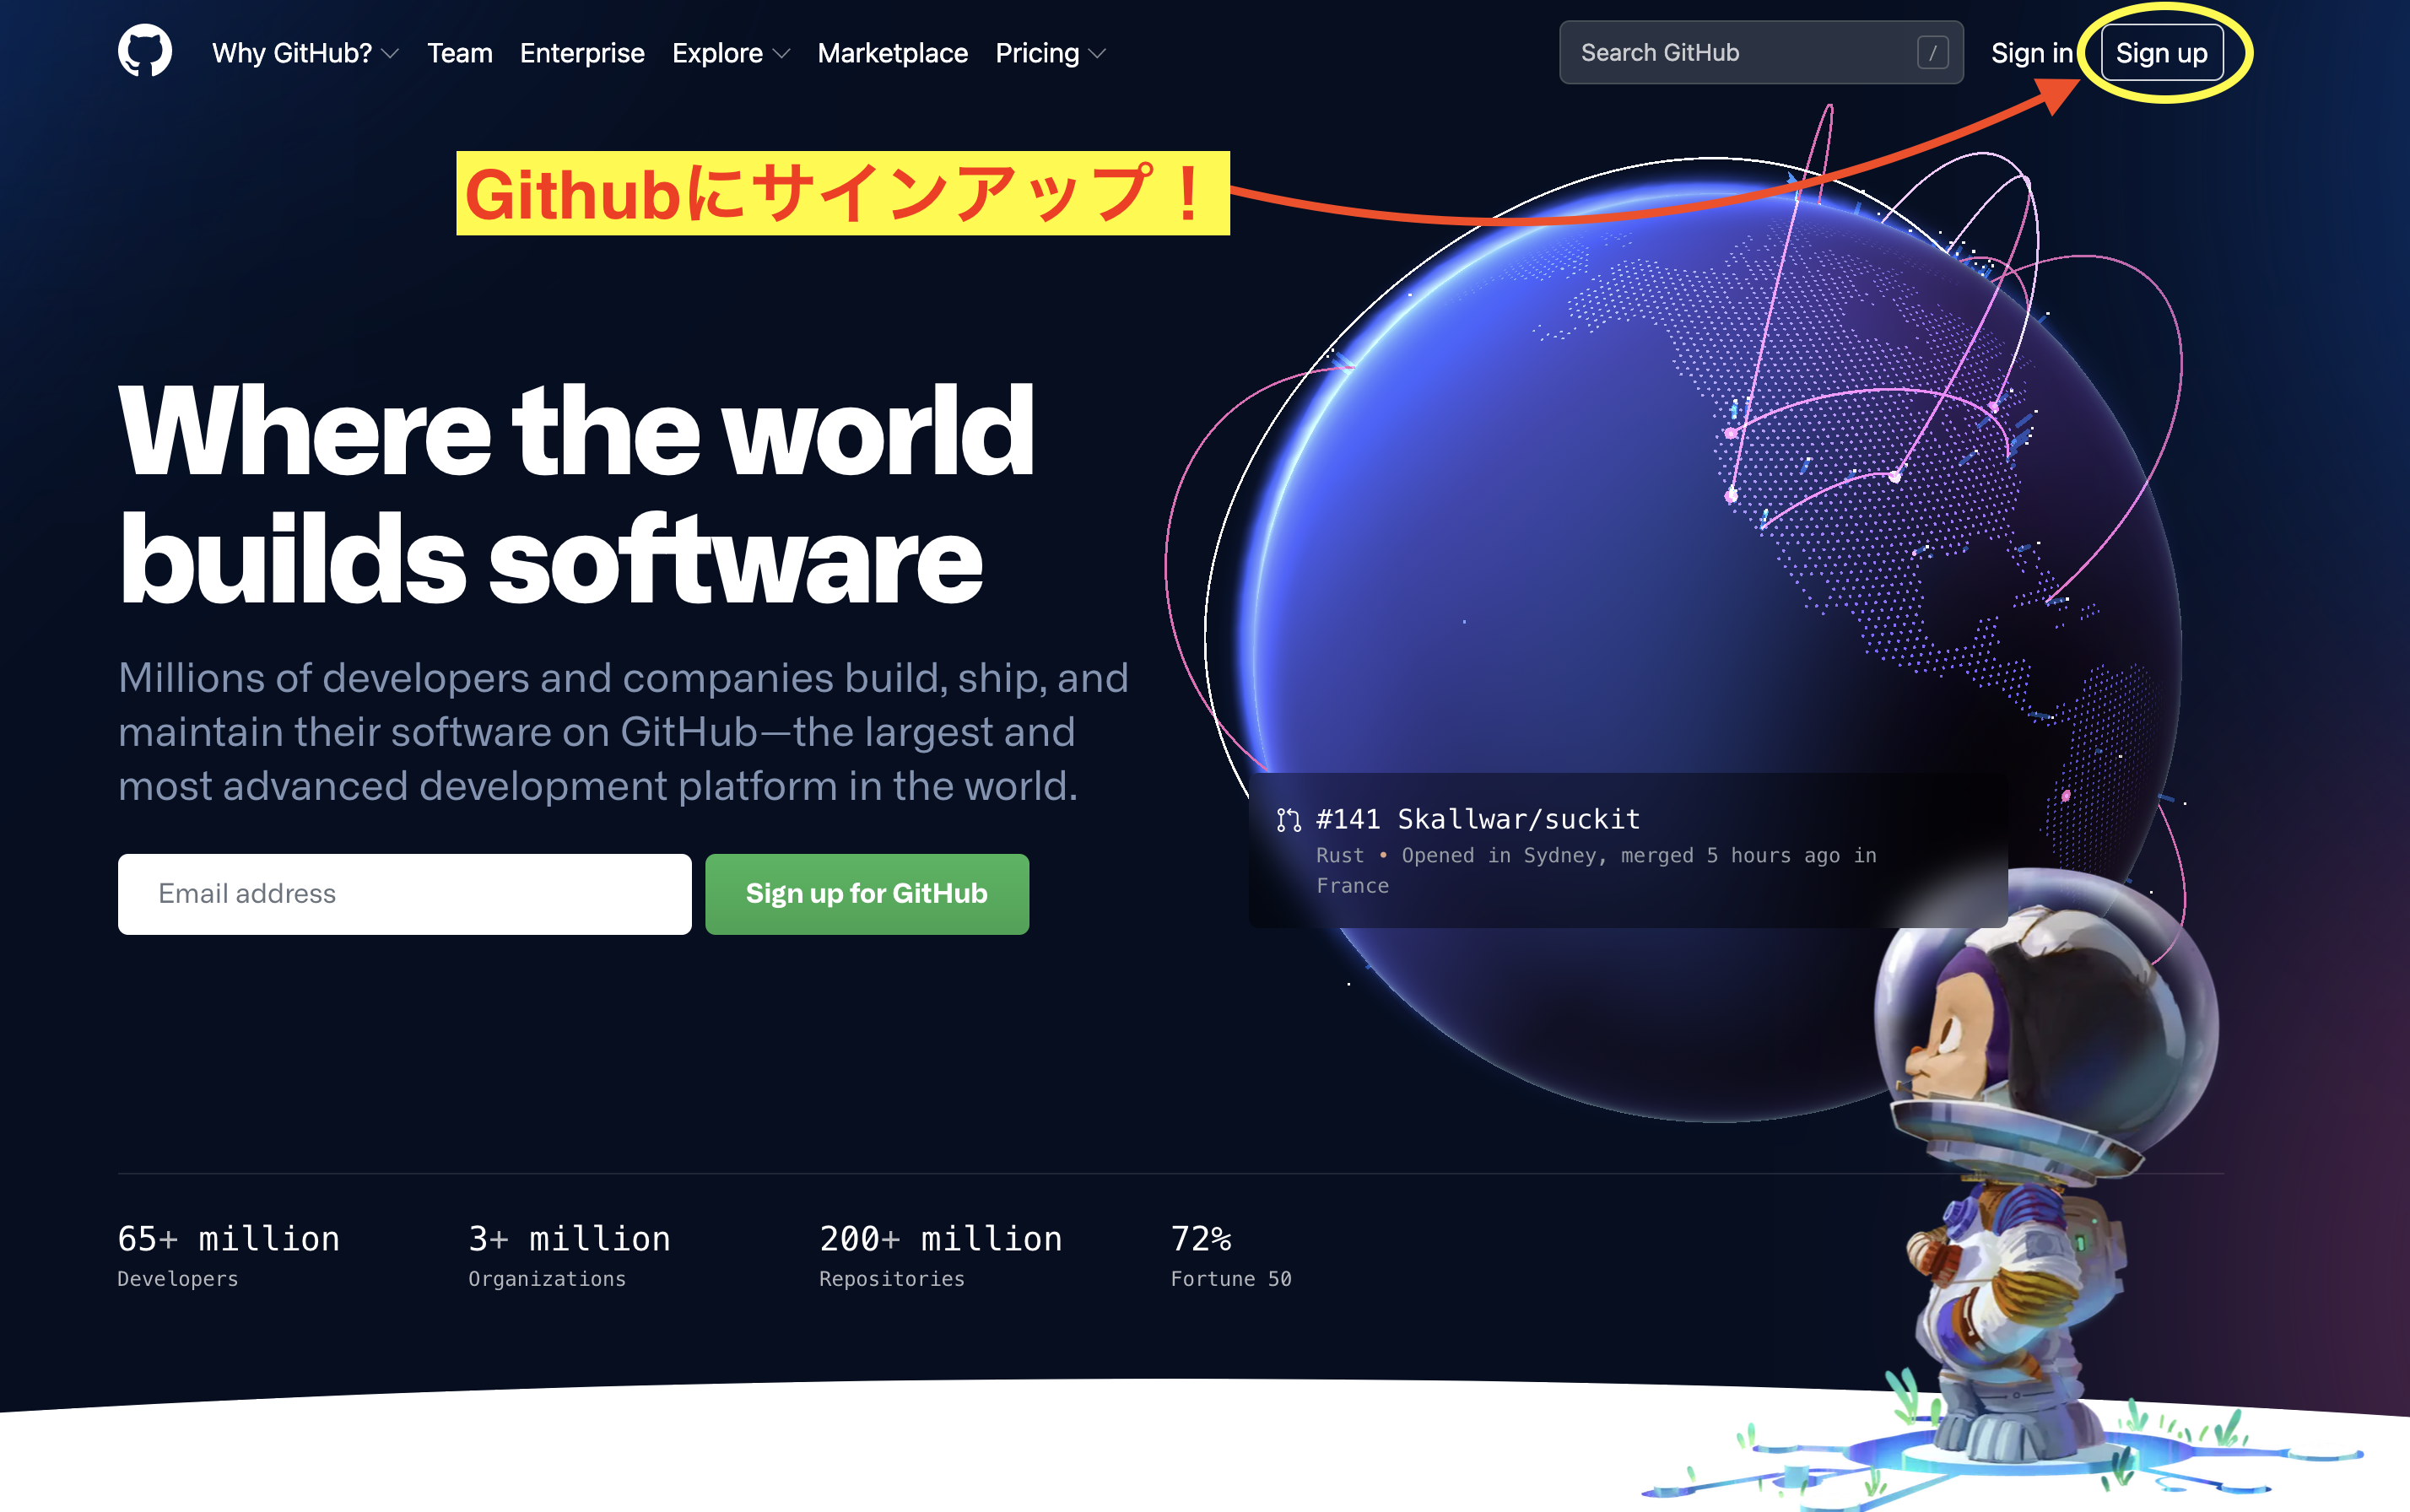 Why GitHub?
Team
Enterprise
Explore
Marketplace
Pricing
Search GitHub
/
Sign in
Sign up
Githubにサインアップ！
Where the world
builds software
Millions of developers and companies build, ship, and
maintain their software on GitHub—the largest and
most advanced development platform in the world.
Email address
Sign up for GitHub
#141 Skallwar/suckit
Rust • Opened in Sydney, merged 5 hours ago in
France
65+ million
Developers
3+ million
Organizations
200+ million
Repositories
72%
Fortune 50